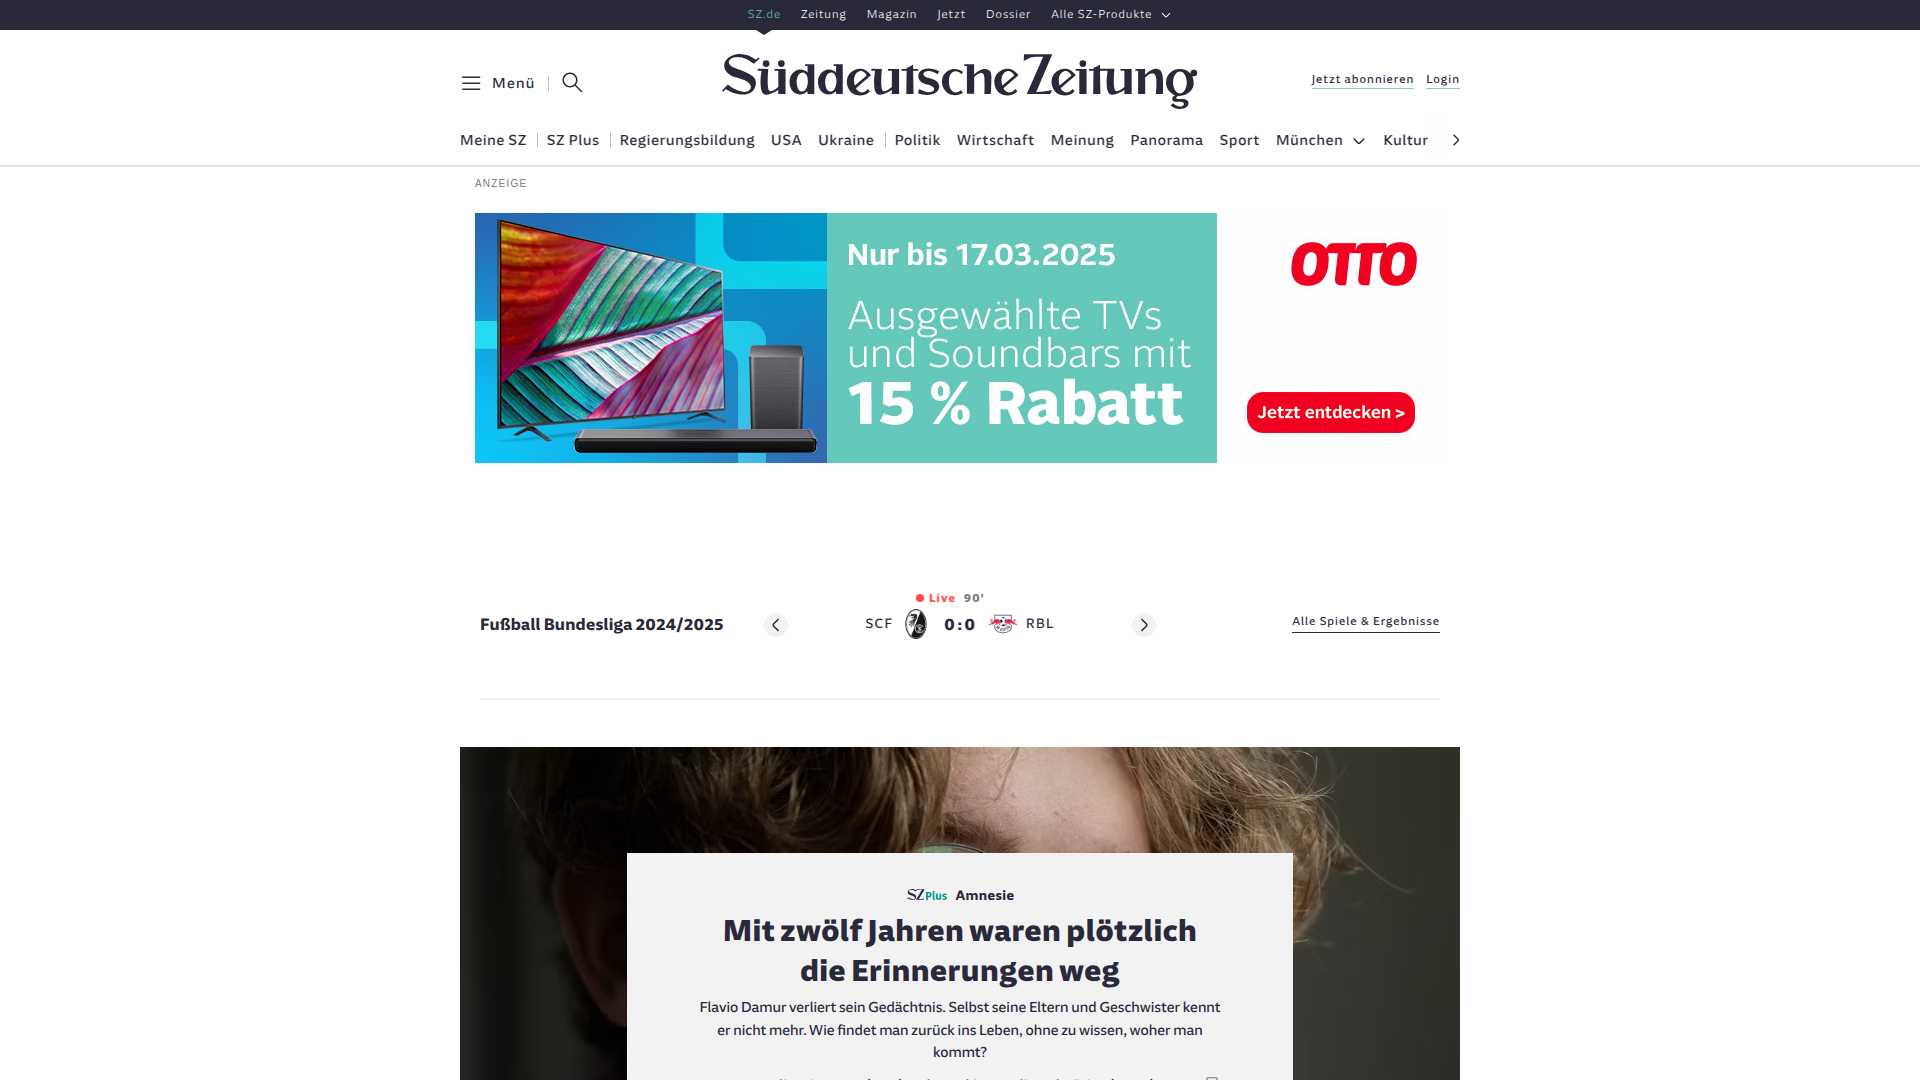 SZ.de Zeitung Magazin Jetzt Dossier Alle SZ-Produkte
Menü
Süddeutsche Zeitung
Jetzt abonnieren Login
Meine SZ SZ Plus Regierungsbildung USA Ukraine Politik Wirtschaft Meinung Panorama Sport München Kultur
ANZEIGE
Nur bis 17.03.2025
Ausgewählte TVs
und Soundbars mit
15 % Rabatt
OTTO
Jetzt entdecken >
Fußball Bundesliga 2024/2025
Live 90'
SCF 0:0 RBL
Alle Spiele & Ergebnisse
SZ Plus Amnesie
Mit zwölf Jahren waren plötzlich
die Erinnerungen weg
Flavio Damur verliert sein Gedächtnis. Selbst seine Eltern und Geschwister kennt
er nicht mehr. Wie findet man zurück ins Leben, ohne zu wissen, woher man
kommt?